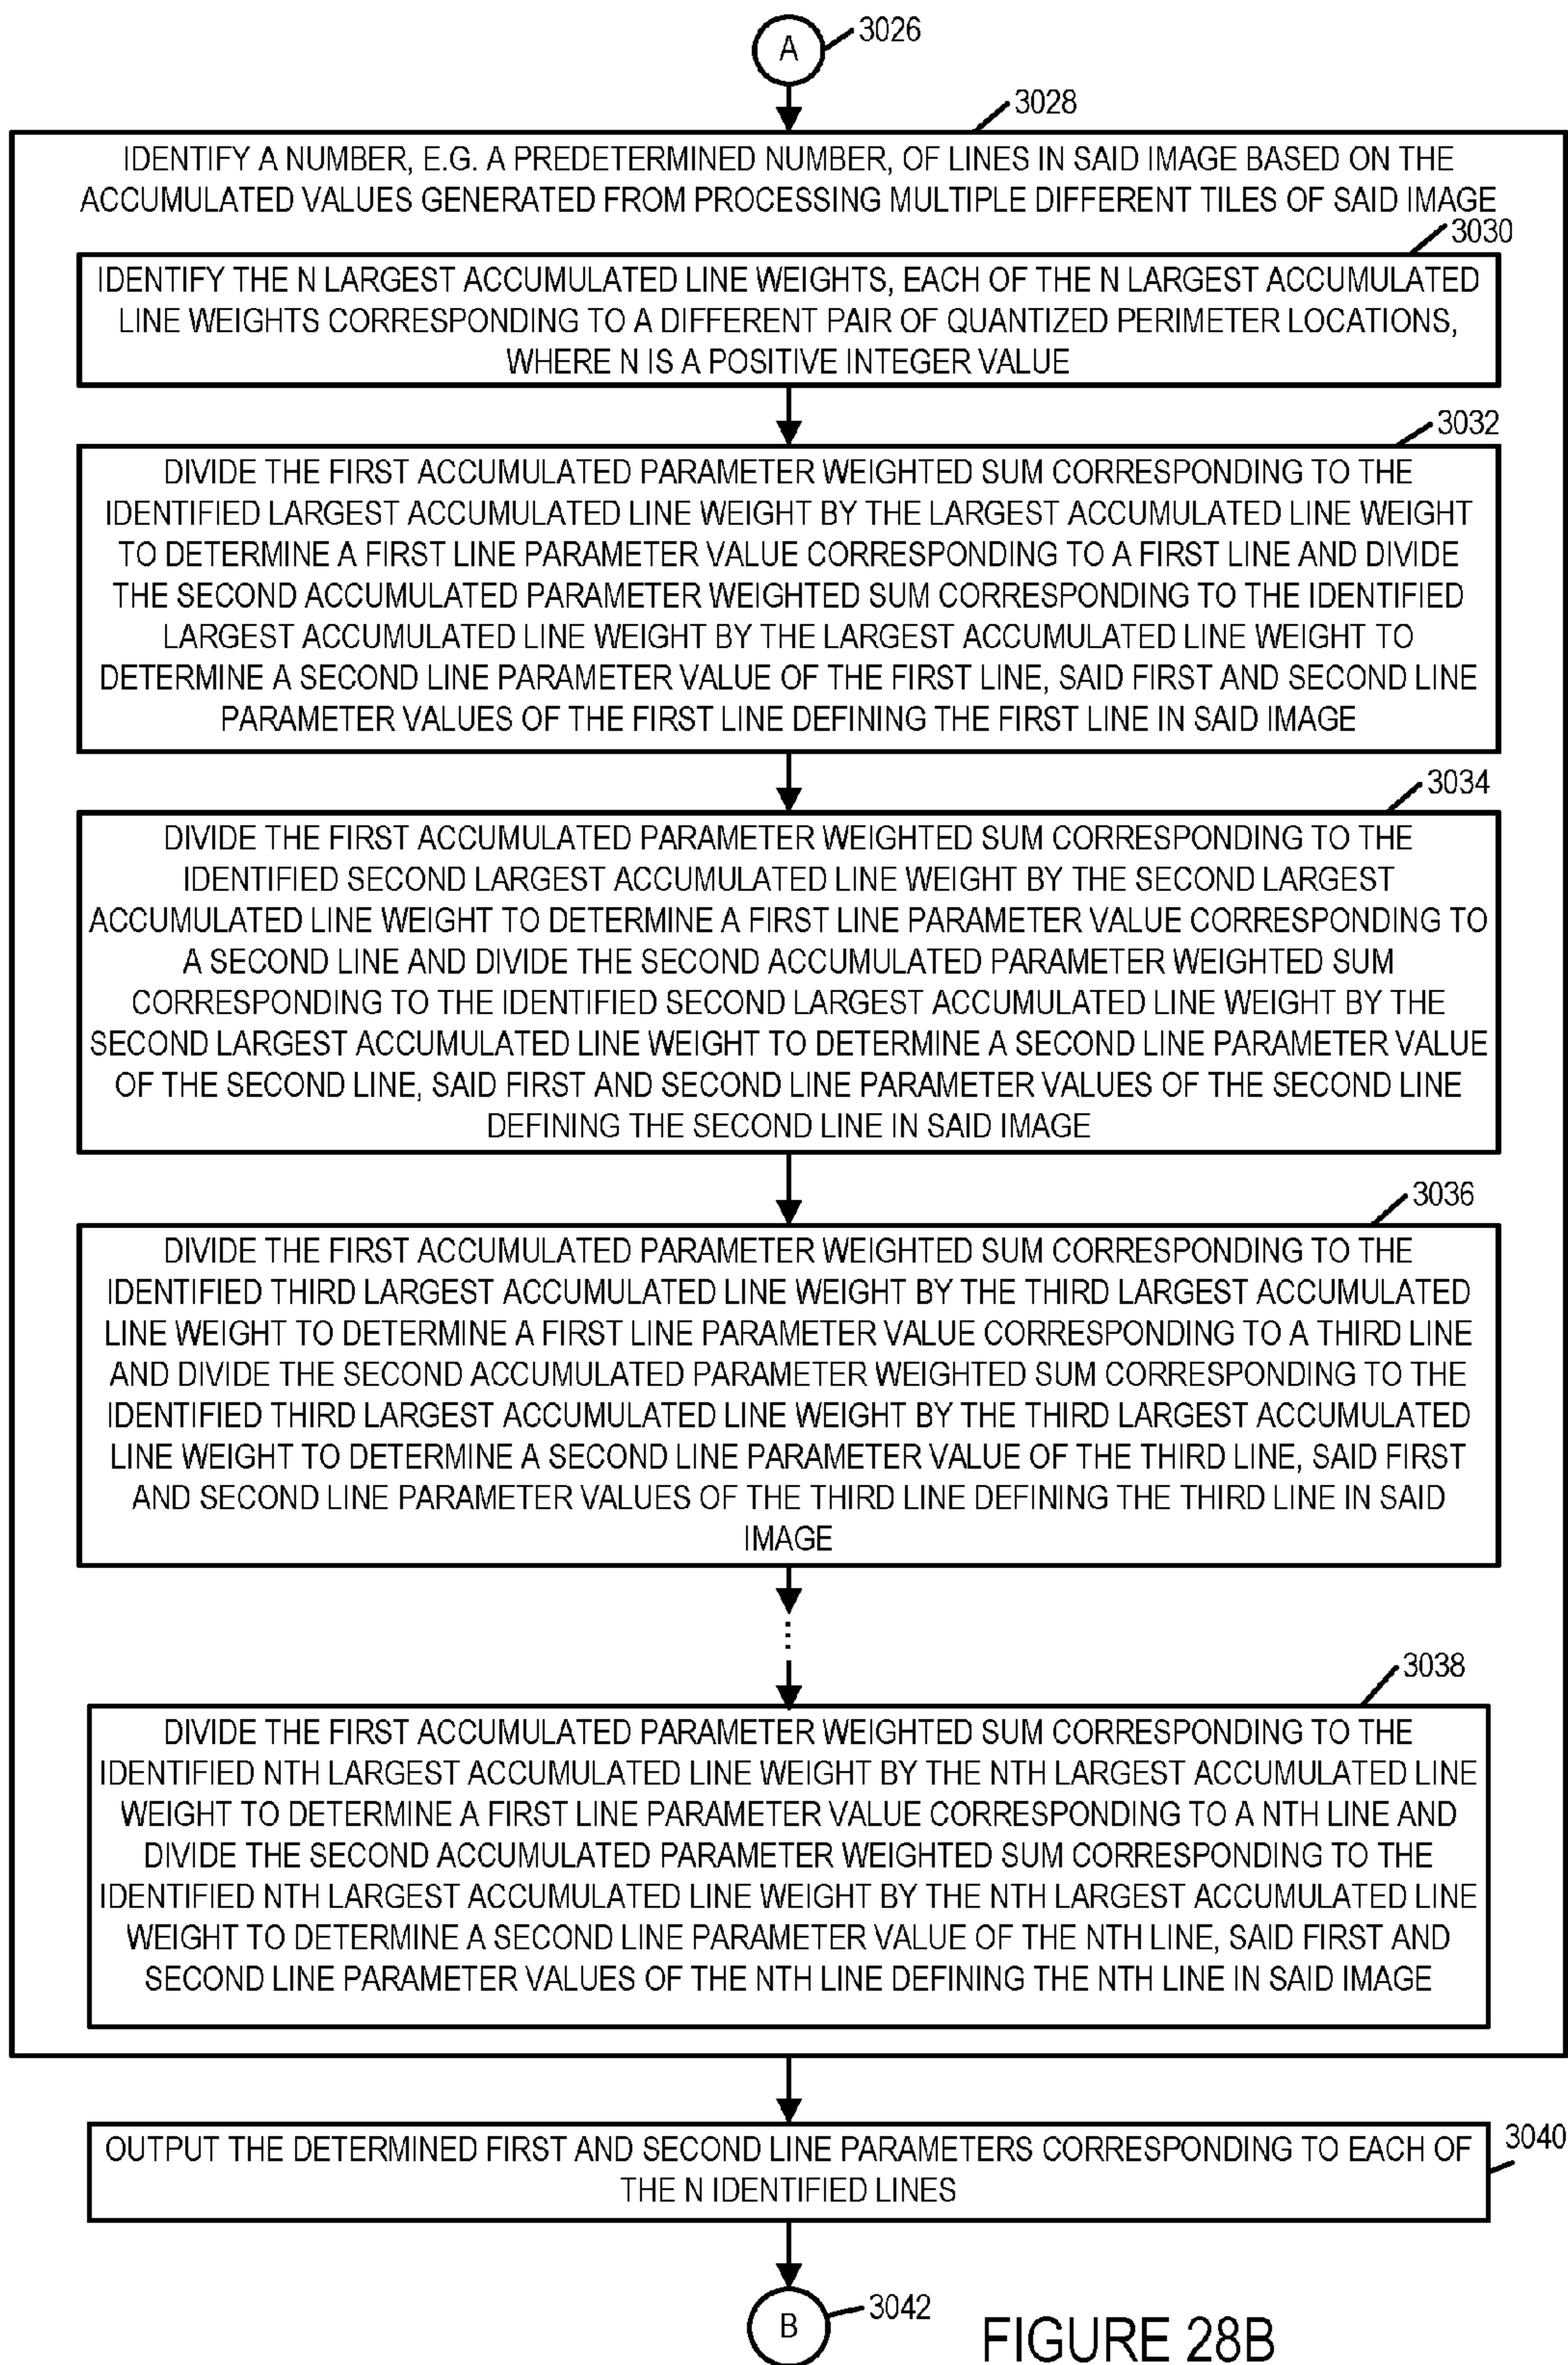 A
3026
3028
IDENTIFY A NUMBER, E.G. A PREDETERMINED NUMBER, OF LINES IN SAID IMAGE BASED ON THE
ACCUMULATED VALUES GENERATED FROM PROCESSING MULTIPLE DIFFERENT TILES OF SAID IMAGE
3030
IDENTIFY THE N LARGEST ACCUMULATED LINE WEIGHTS, EACH OF THE N LARGEST ACCUMULATED
LINE WEIGHTS CORRESPONDING TO A DIFFERENT PAIR OF QUANTIZED PERIMETER LOCATIONS,
WHERE N IS A POSITIVE INTEGER VALUE
3032
DIVIDE THE FIRST ACCUMULATED PARAMETER WEIGHTED SUM CORRESPONDING TO THE
IDENTIFIED LARGEST ACCUMULATED LINE WEIGHT BY THE LARGEST ACCUMULATED LINE WEIGHT
TO DETERMINE A FIRST LINE PARAMETER VALUE CORRESPONDING TO A FIRST LINE AND DIVIDE
THE SECOND ACCUMULATED PARAMETER WEIGHTED SUM CORRESPONDING TO THE IDENTIFIED
LARGEST ACCUMULATED LINE WEIGHT BY THE LARGEST ACCUMULATED LINE WEIGHT TO
DETERMINE A SECOND LINE PARAMETER VALUE OF THE FIRST LINE, SAID FIRST AND SECOND LINE
PARAMETER VALUES OF THE FIRST LINE DEFINING THE FIRST LINE IN SAID IMAGE
3034
DIVIDE THE FIRST ACCUMULATED PARAMETER WEIGHTED SUM CORRESPONDING TO THE
IDENTIFIED SECOND LARGEST ACCUMULATED LINE WEIGHT BY THE SECOND LARGEST
ACCUMULATED LINE WEIGHT TO DETERMINE A FIRST LINE PARAMETER VALUE CORRESPONDING TO
A SECOND LINE AND DIVIDE THE SECOND ACCUMULATED PARAMETER WEIGHTED SUM
CORRESPONDING TO THE IDENTIFIED SECOND LARGEST ACCUMULATED LINE WEIGHT BY THE
SECOND LARGEST ACCUMULATED LINE WEIGHT TO DETERMINE A SECOND LINE PARAMETER VALUE
OF THE SECOND LINE, SAID FIRST AND SECOND LINE PARAMETER VALUES OF THE SECOND LINE
DEFINING THE SECOND LINE IN SAID IMAGE
3036
DIVIDE THE FIRST ACCUMULATED PARAMETER WEIGHTED SUM CORRESPONDING TO THE
IDENTIFIED THIRD LARGEST ACCUMULATED LINE WEIGHT BY THE THIRD LARGEST ACCUMULATED
LINE WEIGHT TO DETERMINE A FIRST LINE PARAMETER VALUE CORRESPONDING TO A THIRD LINE
AND DIVIDE THE SECOND ACCUMULATED PARAMETER WEIGHTED SUM CORRESPONDING TO THE
IDENTIFIED THIRD LARGEST ACCUMULATED LINE WEIGHT BY THE THIRD LARGEST ACCUMULATED
LINE WEIGHT TO DETERMINE A SECOND LINE PARAMETER VALUE OF THE THIRD LINE, SAID FIRST
AND SECOND LINE PARAMETER VALUES OF THE THIRD LINE DEFINING THE THIRD LINE IN SAID
IMAGE
3038
DIVIDE THE FIRST ACCUMULATED PARAMETER WEIGHTED SUM CORRESPONDING TO THE
IDENTIFIED NTH LARGEST ACCUMULATED LINE WEIGHT BY THE NTH LARGEST ACCUMULATED LINE
WEIGHT TO DETERMINE A FIRST LINE PARAMETER VALUE CORRESPONDING TO A NTH LINE AND
DIVIDE THE SECOND ACCUMULATED PARAMETER WEIGHTED SUM CORRESPONDING TO THE
IDENTIFIED NTH LARGEST ACCUMULATED LINE WEIGHT BY THE NTH LARGEST ACCUMULATED LINE
WEIGHT TO DETERMINE A SECOND LINE PARAMETER VALUE OF THE NTH LINE, SAID FIRST AND
SECOND LINE PARAMETER VALUES OF THE NTH LINE DEFINING THE NTH LINE IN SAID IMAGE
3040
OUTPUT THE DETERMINED FIRST AND SECOND LINE PARAMETERS CORRESPONDING TO EACH OF
THE N IDENTIFIED LINES
B
3042
FIGURE 28B